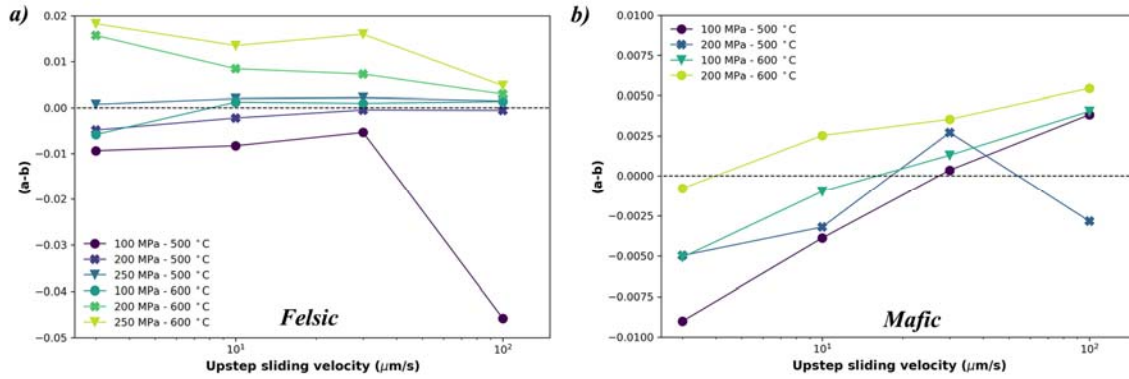 a)
0.02
0.01
0.00
−0.01
−0.02
−0.03
−0.04
−0.05
(a-b)
100 MPa - 500 °C
200 MPa - 500 °C
250 MPa - 500 °C
100 MPa - 600 °C
200 MPa - 600 °C
250 MPa - 600 °C
Felsic
10¹
10²
Upstep sliding velocity (μm/s)
b)
0.0100
0.0075
0.0050
0.0025
0.0000
−0.0025
−0.0050
−0.0075
−0.0100
(a-b)
100 MPa - 500 °C
200 MPa - 500 °C
100 MPa - 600 °C
200 MPa - 600 °C
Mafic
10¹
10²
Upstep sliding velocity (μm/s)